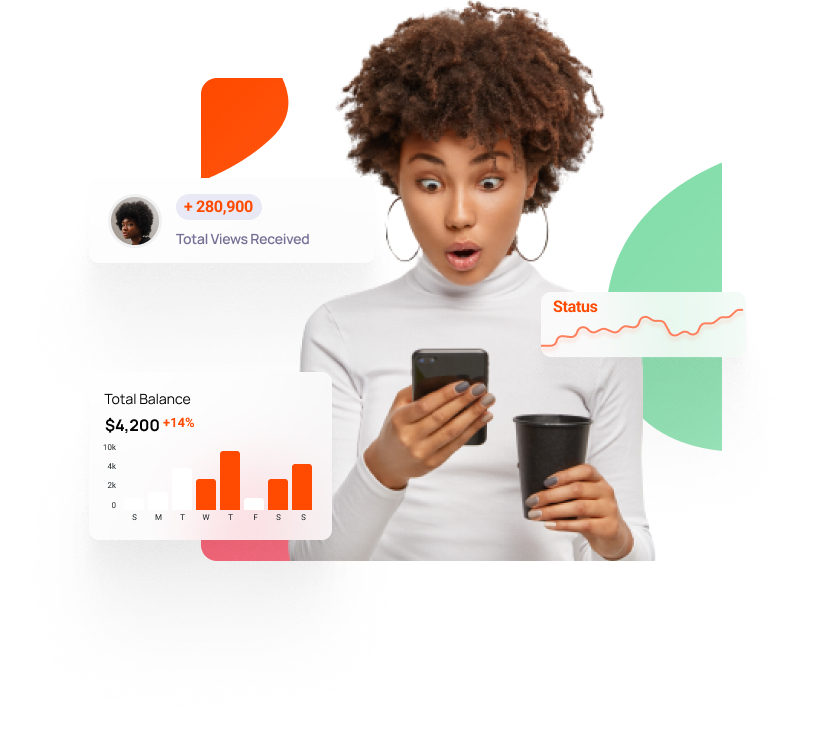 + 280,900
Total Views Received
Status
Total Balance
$4,200 +14%
10k
4k
2k
0
S M T W T F S S